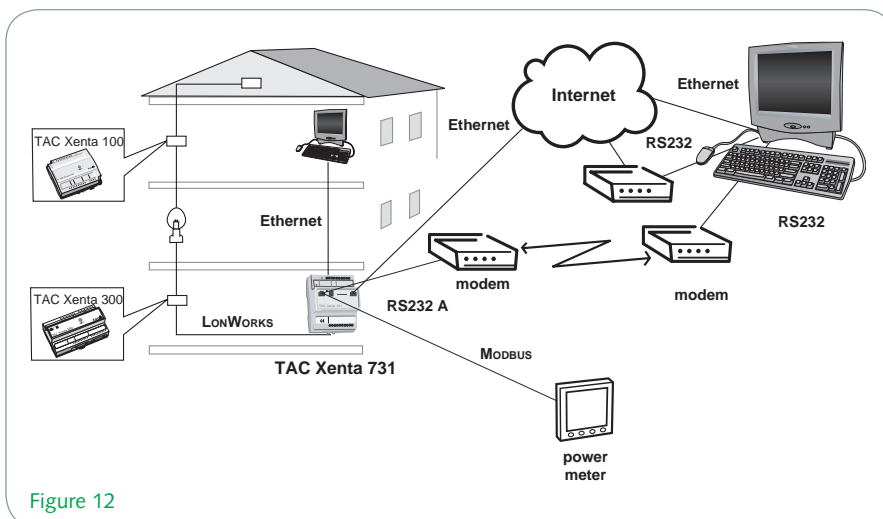 TAC Xenta 100
TAC Xenta 300
Ethernet
LONWORKS
TAC Xenta 731
Ethernet
Internet
Ethernet
RS232
RS232
modem
modem
RS232 A
MODBUS
power
meter
Figure 12